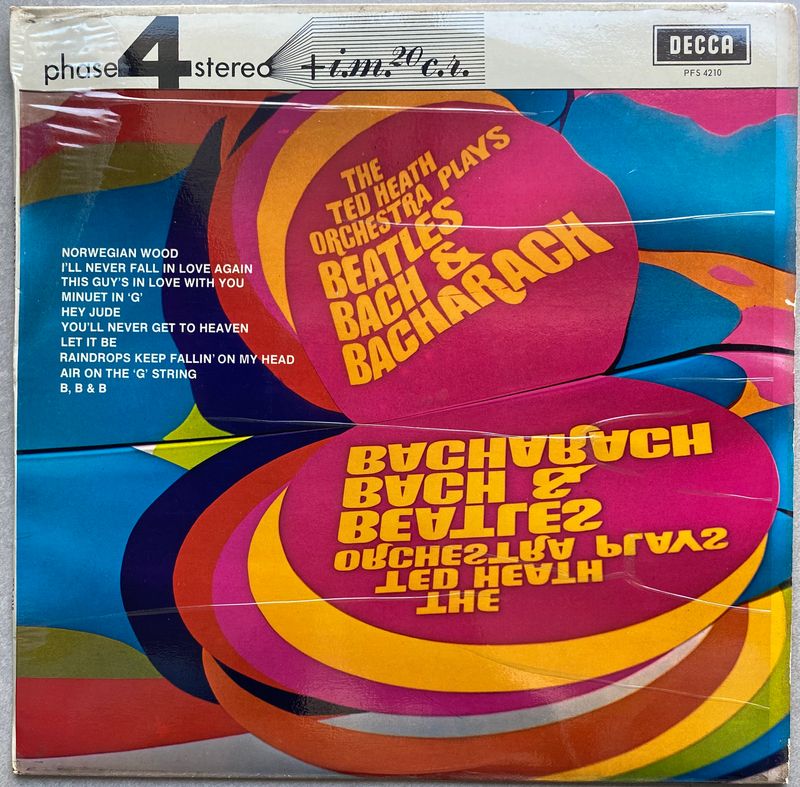 phase 4 stereo
+i.m.20 c.r.
DECCA
PFS 4210
THE
TED HEATH
ORCHESTRA PLAYS
BEATLES
BACH &
BACHARACH
NORWEGIAN WOOD
I'LL NEVER FALL IN LOVE AGAIN
THIS GUY'S IN LOVE WITH YOU
MINUET IN 'G'
HEY JUDE
YOU'LL NEVER GET TO HEAVEN
LET IT BE
RAINDROPS KEEP FALLIN' ON MY HEAD
AIR ON THE 'G' STRING
B, B & B
BACHARACH
BACH &
BEATLES
ORCHESTRA PLAYS
TED HEATH
THE